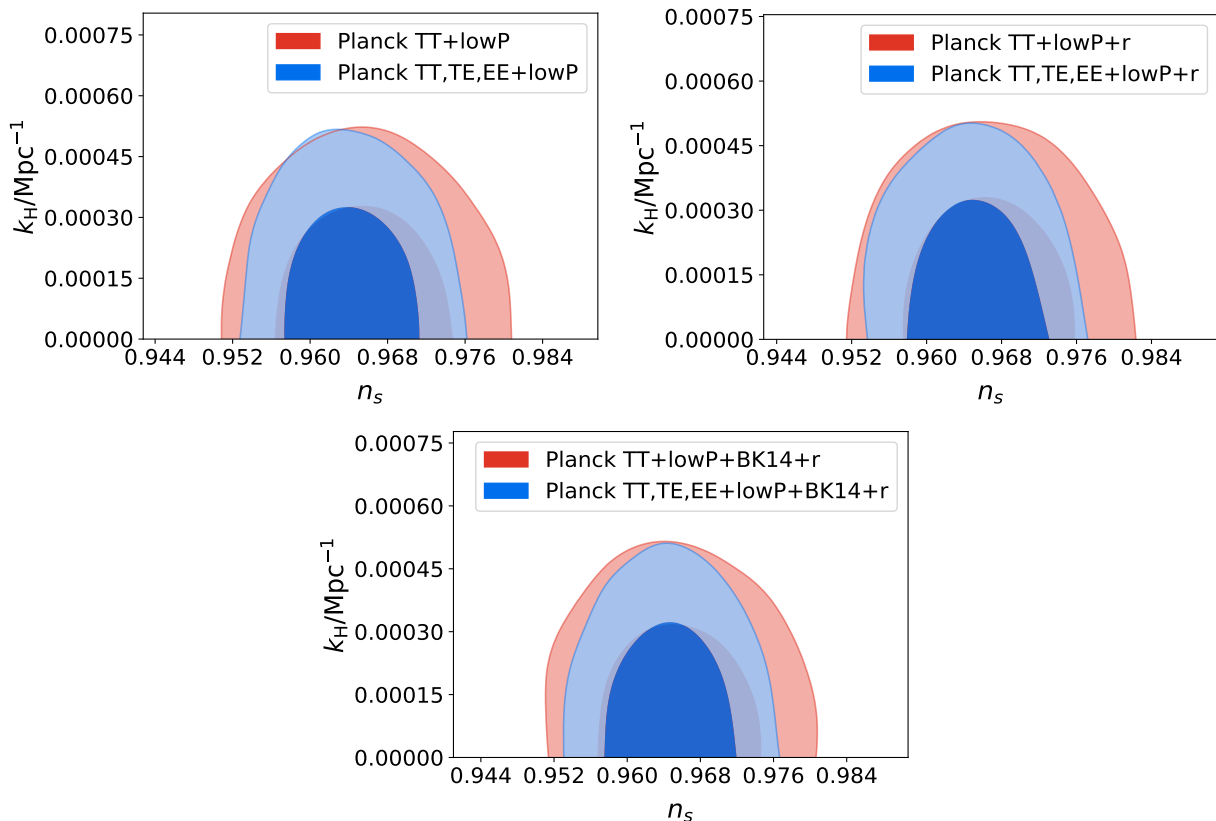 0.00075
0.00060
0.00045
0.00030
0.00015
0.00000
k_H/Mpc⁻¹
Planck TT+lowP
Planck TT,TE,EE+lowP
0.944 0.952 0.960 0.968 0.976 0.984
n_s
0.00075
0.00060
0.00045
0.00030
0.00015
0.00000
k_H/Mpc⁻¹
Planck TT+lowP+r
Planck TT,TE,EE+lowP+r
0.944 0.952 0.960 0.968 0.976 0.984
n_s
0.00075
0.00060
0.00045
0.00030
0.00015
0.00000
k_H/Mpc⁻¹
Planck TT+lowP+BK14+r
Planck TT,TE,EE+lowP+BK14+r
0.944 0.952 0.960 0.968 0.976 0.984
n_s